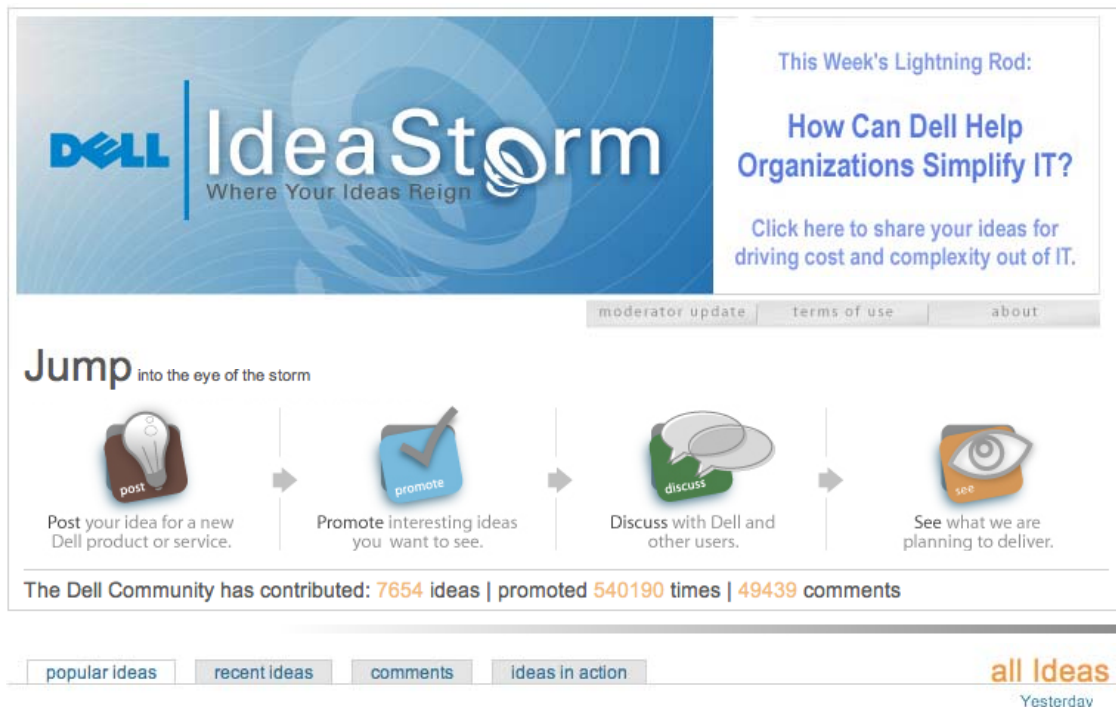 DELL
IdeaStorm
Where Your Ideas Reign
This Week's Lightning Rod:
How Can Dell Help
Organizations Simplify IT?
Click here to share your ideas for
driving cost and complexity out of IT.
moderator update | terms of use | about
Jump into the eye of the storm
post
Post your idea for a new
Dell product or service.
promote
Promote interesting ideas
you want to see.
discuss
Discuss with Dell and
other users.
see
See what we are
planning to deliver.
The Dell Community has contributed: 7654 ideas | promoted 540190 times | 49439 comments
popular ideas recent ideas comments ideas in action
all Ideas
Yesterday